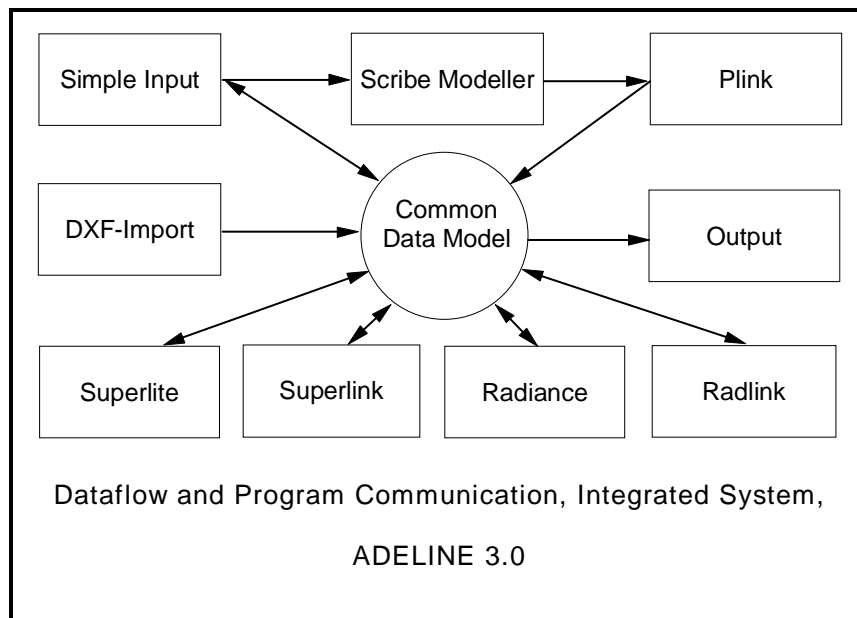 Simple Input
Scribe Modeller
Plink
DXF-Import
Common
Data Model
Output
Superlite
Superlink
Radiance
Radlink
Dataflow and Program Communication, Integrated System,
ADELINE 3.0